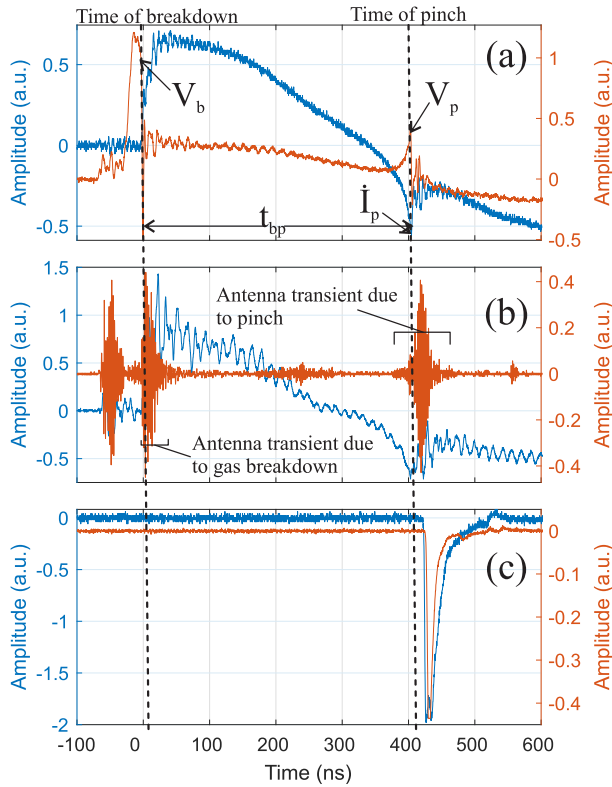 Time of breakdown
Time of pinch
(a)
V_b
V_p
İ_p
t_bp
0.5
0
-0.5
Amplitude (a.u.)
1
0.5
0
-0.5
Amplitude (a.u.)
(b)
Antenna transient due
to pinch
Antenna transient due
to gas breakdown
1.5
1
0.5
0
-0.5
Amplitude (a.u.)
0.4
0.2
0
-0.2
-0.4
Amplitude (a.u.)
(c)
0
-0.5
-1
-1.5
-2
Amplitude (a.u.)
0
-0.1
-0.2
-0.3
-0.4
Amplitude (a.u.)
-100 0 100 200 300 400 500 600
Time (ns)